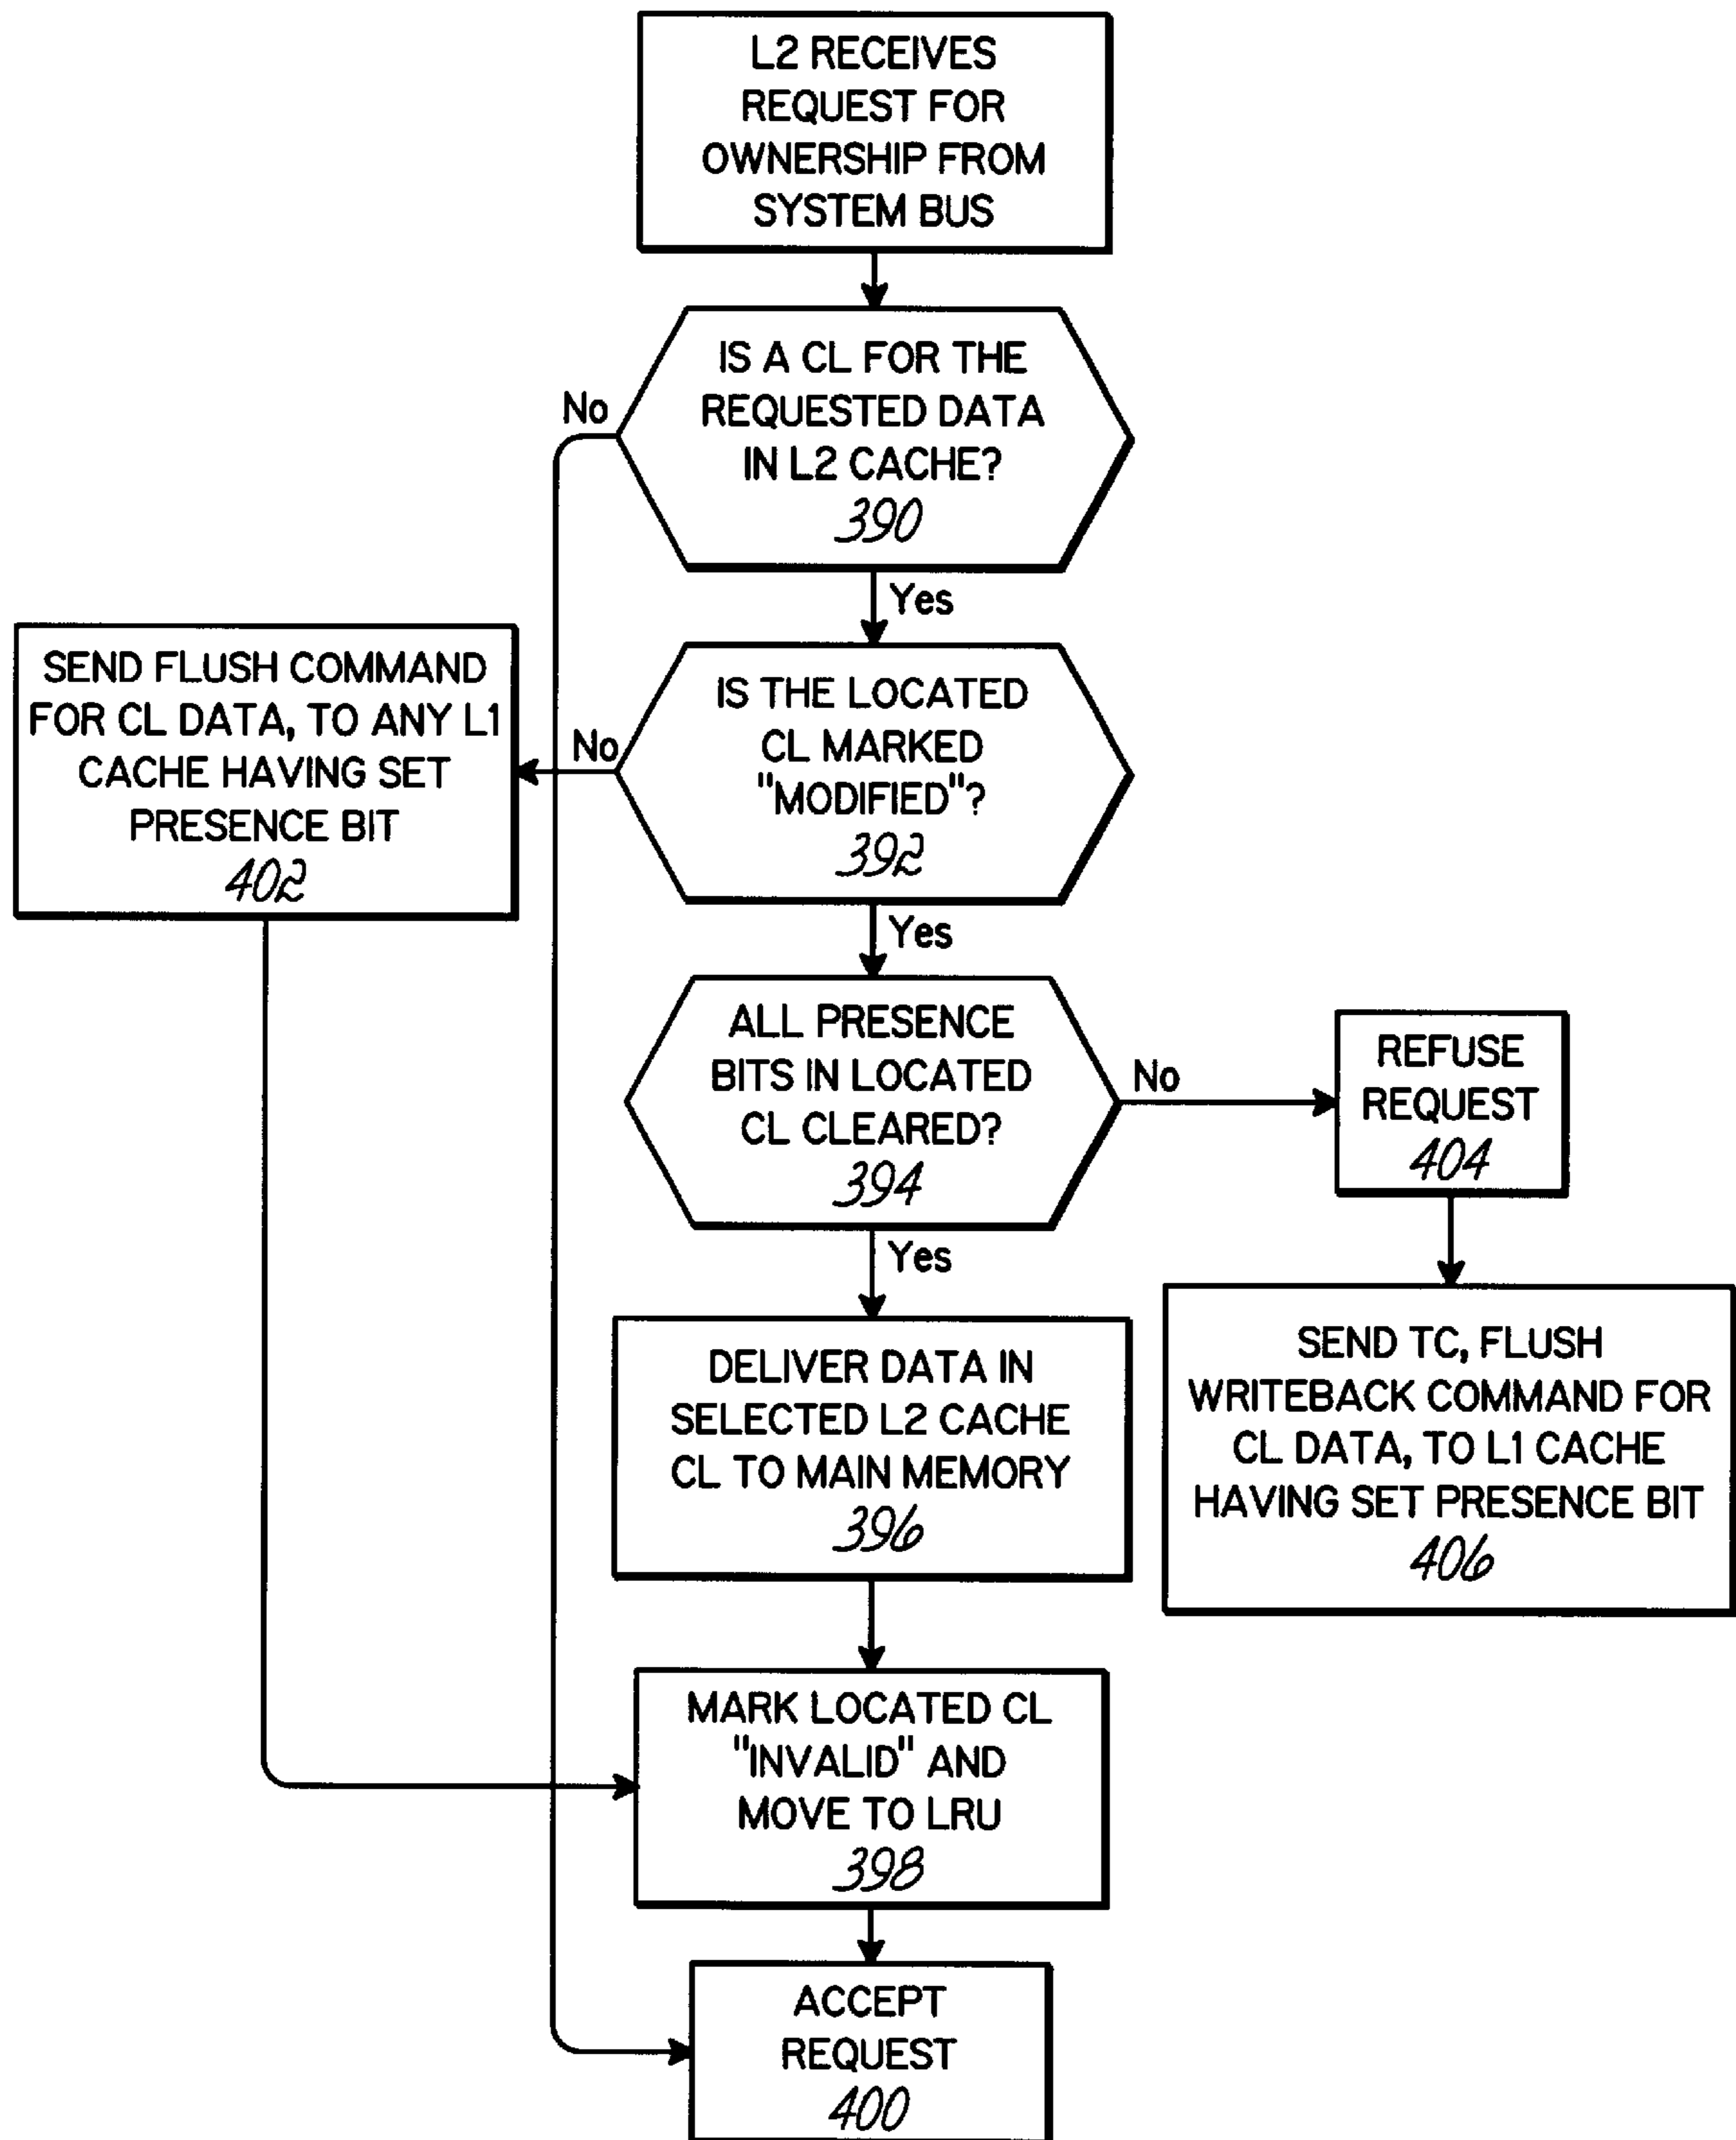 L2 RECEIVES
REQUEST FOR
OWNERSHIP FROM
SYSTEM BUS
IS A CL FOR THE
REQUESTED DATA
IN L2 CACHE?
390
No
Yes
SEND FLUSH COMMAND
FOR CL DATA, TO ANY L1
CACHE HAVING SET
PRESENCE BIT
402
No
IS THE LOCATED
CL MARKED
"MODIFIED"?
392
Yes
ALL PRESENCE
BITS IN LOCATED
CL CLEARED?
394
No
REFUSE
REQUEST
404
Yes
DELIVER DATA IN
SELECTED L2 CACHE
CL TO MAIN MEMORY
396
SEND TC, FLUSH
WRITEBACK COMMAND FOR
CL DATA, TO L1 CACHE
HAVING SET PRESENCE BIT
406
MARK LOCATED CL
"INVALID" AND
MOVE TO LRU
398
ACCEPT
REQUEST
400